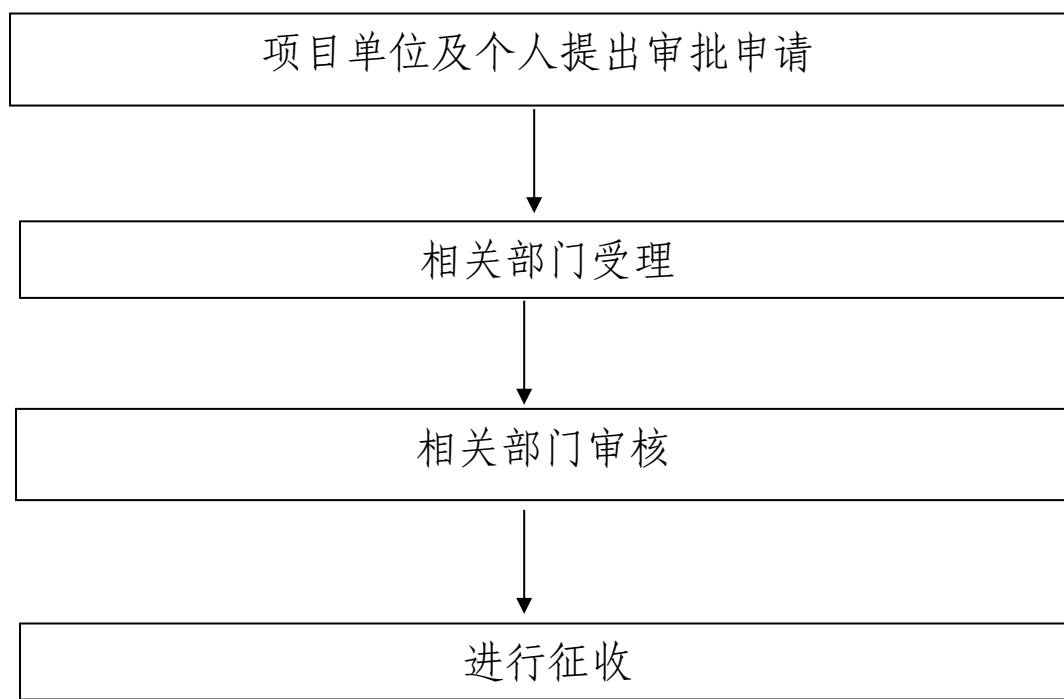 项目单位及个人提出审批申请
相关部门受理
相关部门审核
进行征收